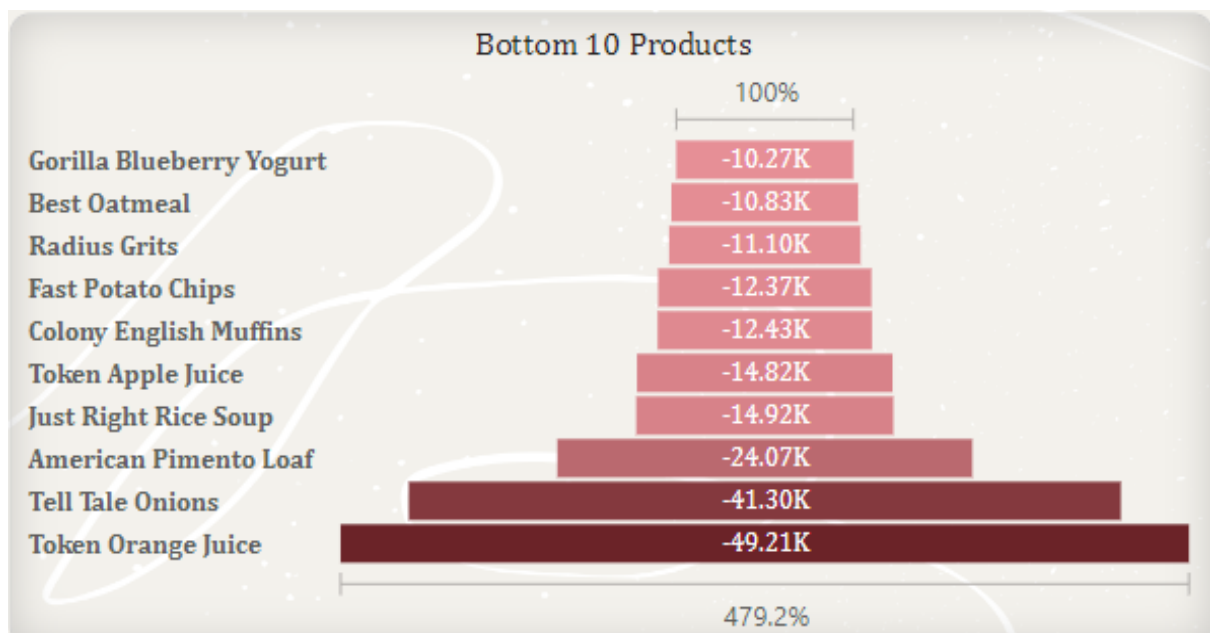 Bottom 10 Products
100%
Gorilla Blueberry Yogurt -10.27K
Best Oatmeal -10.83K
Radius Grits -11.10K
Fast Potato Chips -12.37K
Colony English Muffins -12.43K
Token Apple Juice -14.82K
Just Right Rice Soup -14.92K
American Pimento Loaf -24.07K
Tell Tale Onions -41.30K
Token Orange Juice -49.21K
479.2%